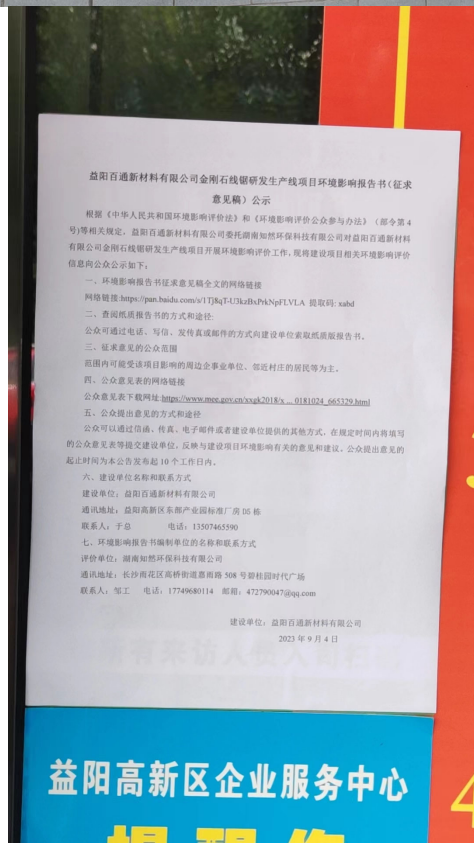 益阳百通新材料有限公司金刚石线锯研发生产线项目环境影响报告书（征求
意见稿）公示
根据《中华人民共和国环境影响评价法》和《环境影响评价公众参与办法》（部令第 4
号)等相关规定，益阳百通新材料有限公司委托湖南知然环保科技有限公司对益阳百通新材料
有限公司金刚石线锯研发生产线项目开展环境影响评价工作，现将建设项目相关环境影响评价
信息向公众公示如下：
一、环境影响报告书征求意见稿全文的网络链接
网络链接:https://pan.baidu.com/s/1Tj8qT-U3kzBxPrkNpFLVLA 提取码: xabd
二、查阅纸质报告书的方式和途径:
公众可通过电话、写信、发传真或邮件的方式向建设单位索取纸质版报告书。
三、征求意见的公众范围
范围内可能受该项目影响的周边企事业单位、邻近村庄的居民等为主。
四、公众意见表的网络链接
公众意见表下载网址:https://www.mee.gov.cn/xxgk2018/x ... 0181024_665329.html
五、公众提出意见的方式和途径
公众可以通过信函、传真、电子邮件或者建设单位提供的其他方式，在规定时间内将填写
的公众意见表等提交建设单位，反映与建设项目环境影响有关的意见和建议。公众提出意见的
起止时间为本公告发布起 10 个工作日内。
六、建设单位名称和联系方式
建设单位：益阳百通新材料有限公司
通讯地址：益阳高新区东部产业园标准厂房 D5 栋
联系人：于总 电话：13507465590
七、环境影响报告书编制单位的名称和联系方式
评价单位：湖南知然环保科技有限公司
通讯地址：长沙雨花区高桥街道嘉雨路 508 号碧桂园时代广场
联系人：邹工 电话：17749680114 邮箱：472790047@qq.com
建设单位：益阳百通新材料有限公司
2023 年 9 月 4 日
益阳高新区企业服务中心
温馨提